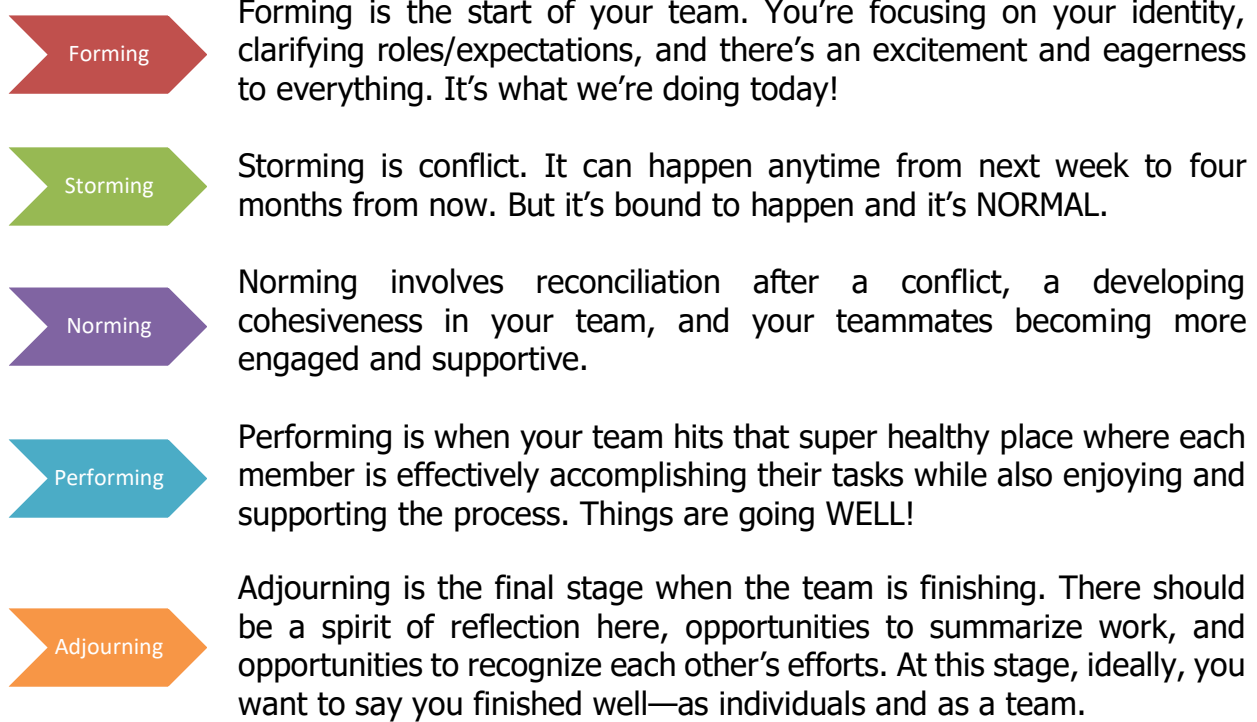 Forming
Forming is the start of your team. You’re focusing on your identity,
clarifying roles/expectations, and there’s an excitement and eagerness
to everything. It’s what we’re doing today!
Storming
Storming is conflict. It can happen anytime from next week to four
months from now. But it’s bound to happen and it’s NORMAL.
Norming
Norming involves reconciliation after a conflict, a developing
cohesiveness in your team, and your teammates becoming more
engaged and supportive.
Performing
Performing is when your team hits that super healthy place where each
member is effectively accomplishing their tasks while also enjoying and
supporting the process. Things are going WELL!
Adjourning
Adjourning is the final stage when the team is finishing. There should
be a spirit of reflection here, opportunities to summarize work, and
opportunities to recognize each other’s efforts. At this stage, ideally, you
want to say you finished well—as individuals and as a team.